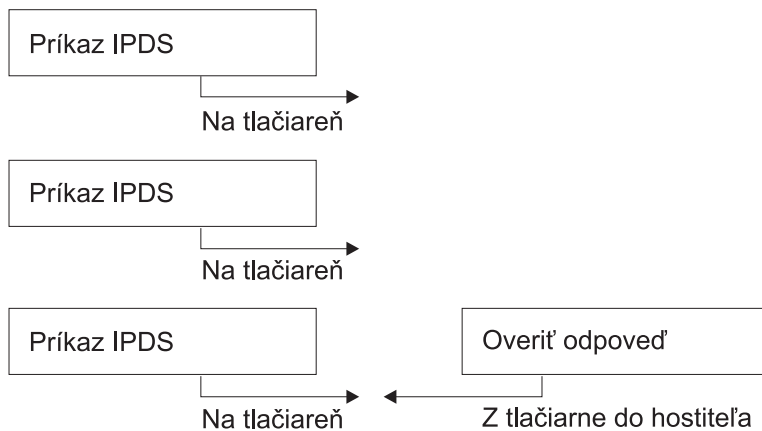 Príkaz IPDS
Na tlačiareň
Príkaz IPDS
Na tlačiareň
Príkaz IPDS
Overiť odpoveď
Na tlačiareň
Z tlačiarne do hostiteľa